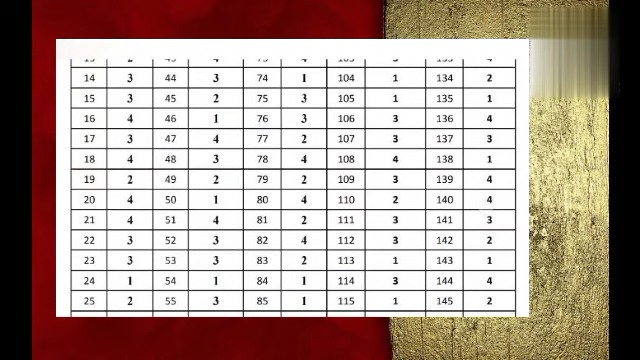 14 3 44 3 74 1 104 1 134 2
15 3 45 2 75 3 105 1 135 1
16 4 46 1 76 3 106 3 136 4
17 3 47 4 77 2 107 3 137 3
18 4 48 3 78 4 108 4 138 1
19 2 49 2 79 2 109 3 139 4
20 4 50 1 80 4 110 2 140 4
21 4 51 4 81 2 111 3 141 3
22 3 52 3 82 4 112 3 142 2
23 3 53 3 83 2 113 1 143 1
24 1 54 1 84 1 114 3 144 4
25 2 55 3 85 1 115 1 145 2